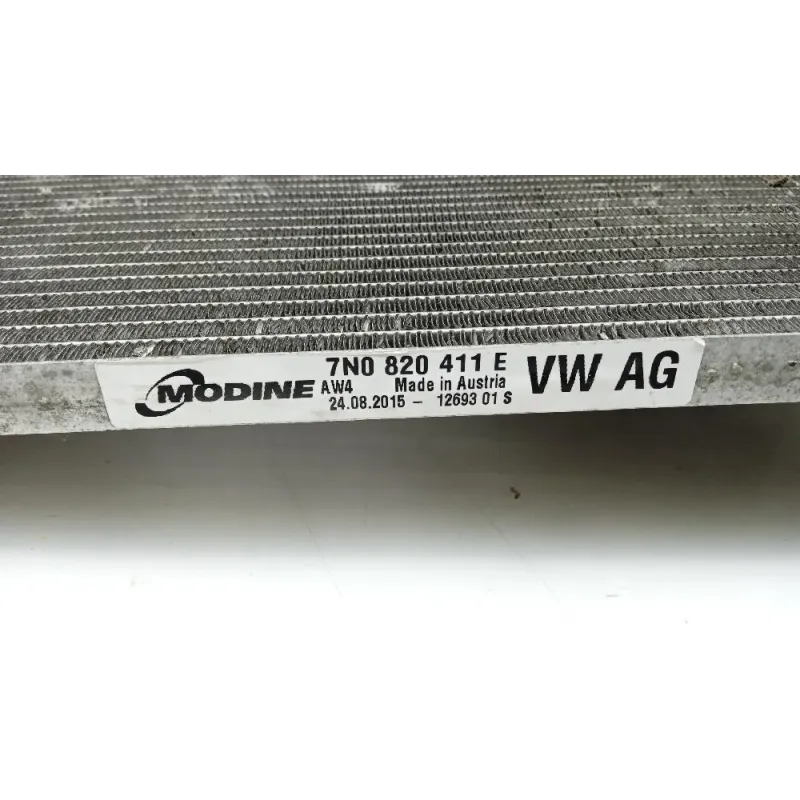 MODINE
7N0 820 411 E
AW4 Made in Austria
24.08.2015 - 12693 01 S
VW AG